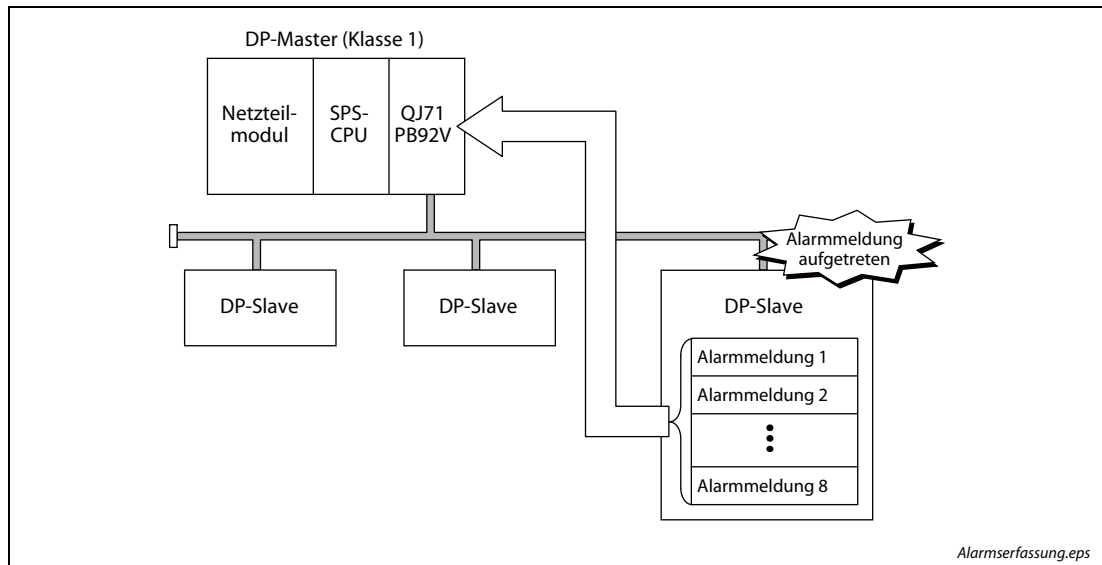 DP-Master (Klasse 1)
Netzteil-
modul
SPS-
CPU
QJ71
PB92V
Alarmmeldung
aufgetreten
DP-Slave
DP-Slave
DP-Slave
Alarmmeldung 1
Alarmmeldung 2
Alarmmeldung 8
Alarmserfassung.eps